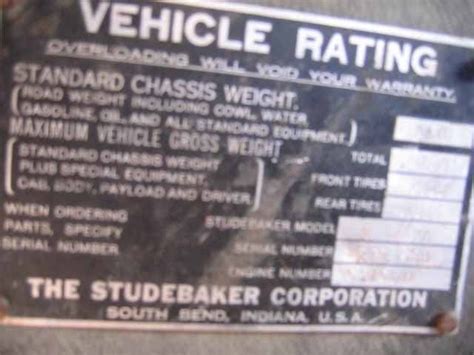 VEHICLE RATING
OVERLOADING WILL VOID YOUR WARRANTY
STANDARD CHASSIS WEIGHT.
(ROAD WEIGHT INCLUDING COWL, WATER
GASOLINE, OIL AND ALL STANDARD EQUIPMENT.)
MAXIMUM VEHICLE GROSS WEIGHT
STANDARD CHASSIS WEIGHT
PLUS SPECIAL EQUIPMENT,
CAB, BODY, PAYLOAD AND DRIVER.
TOTAL
FRONT TIRES
REAR TIRES
WHEN ORDERING
PARTS, SPECIFY
SERIAL NUMBER
STUDEBAKER MODEL
SERIAL NUMBER
ENGINE NUMBER
THE STUDEBAKER CORPORATION
SOUTH BEND, INDIANA, U.S.A.